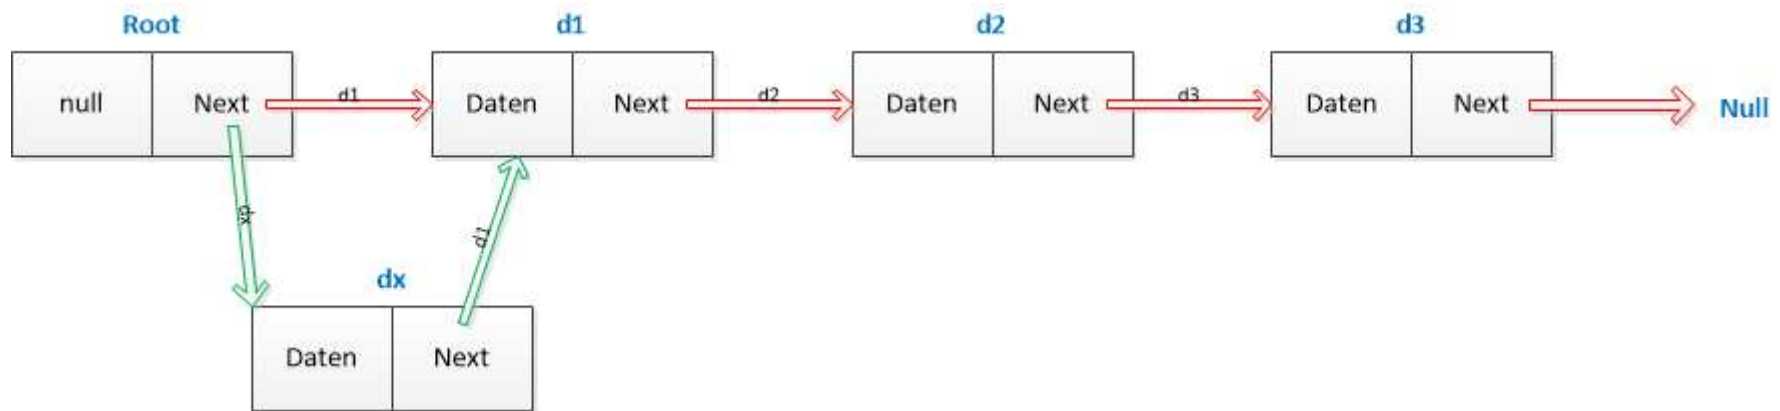 Root
d1
d2
d3
null
Next
d1
Daten
Next
d2
Daten
Next
d3
Daten
Next
Null
dx
d1
dx
Daten
Next